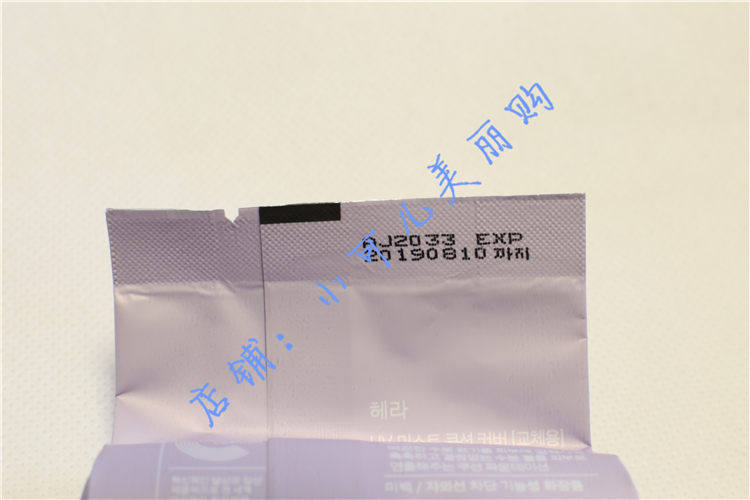 AJ2033 EXP
20190810 까지
店铺：小可儿美丽购
헤라
UV 미스트 쿠션 커버 [교체용]
미백 / 자외선 차단 기능성 화장품